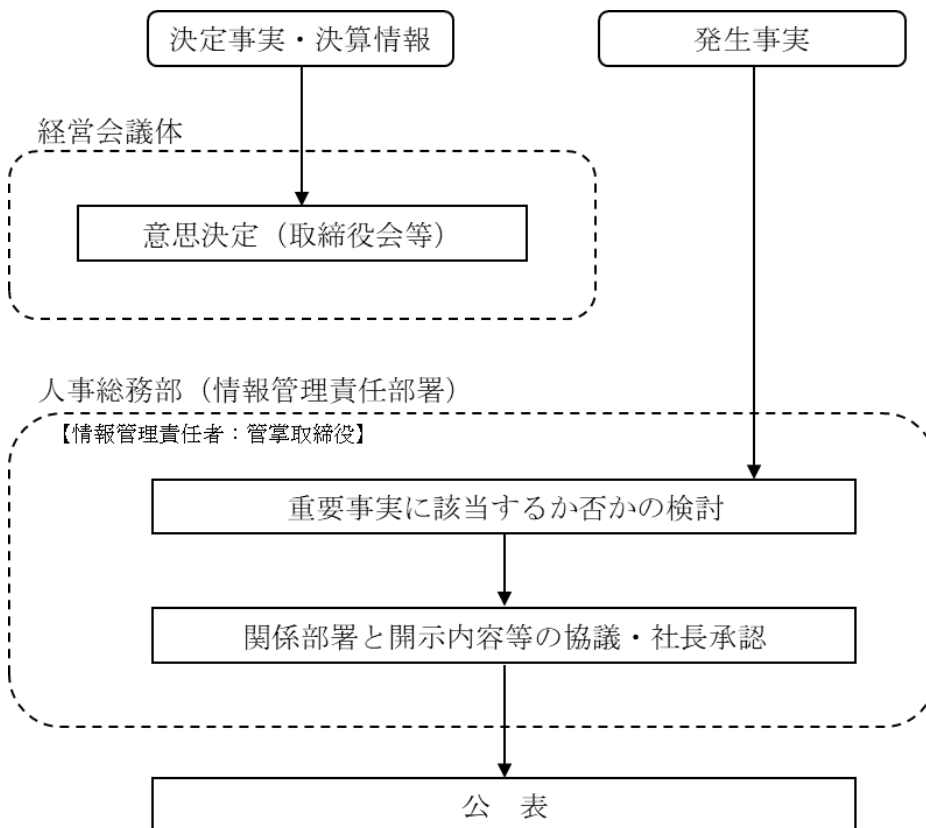 決定事実・決算情報
発生事実
経営会議体
意思決定（取締役会等）
人事総務部（情報管理責任部署）
【情報管理責任者：管掌取締役】
重要事実に該当するか否かの検討
関係部署と開示内容等の協議・社長承認
公　表